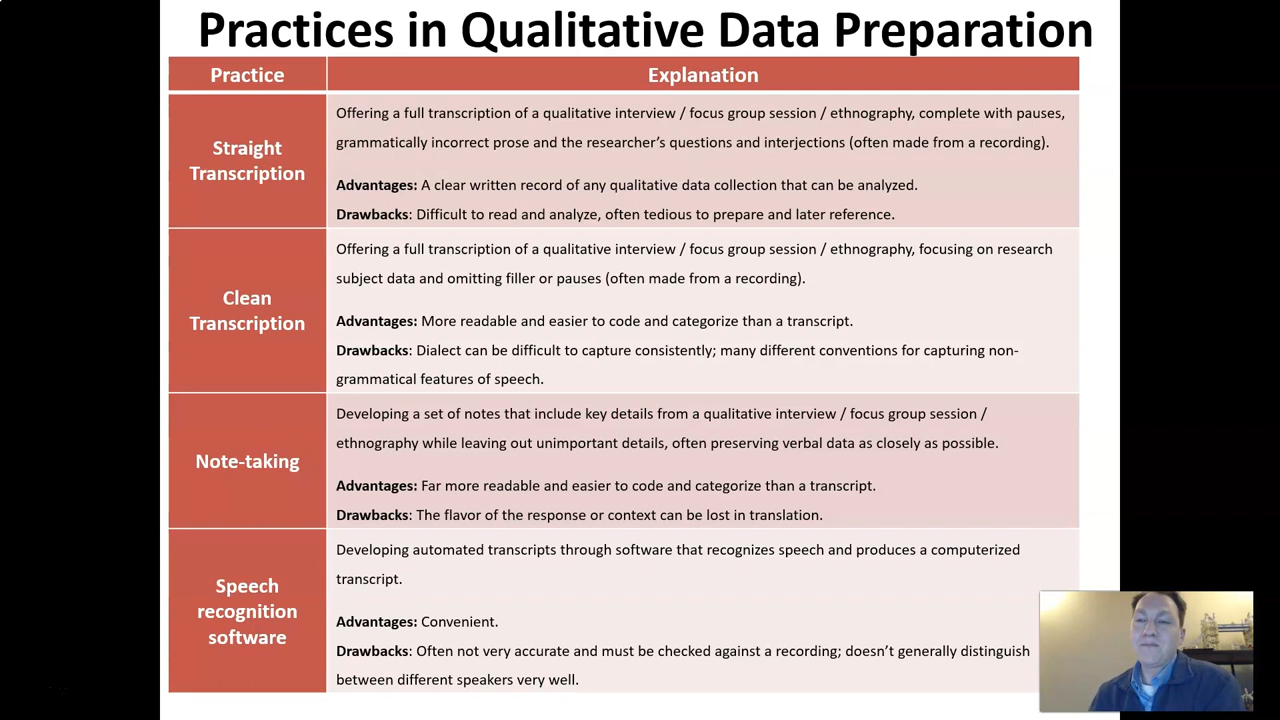 Practices in Qualitative Data Preparation
Practice
Explanation
Straight
Transcription
Offering a full transcription of a qualitative interview / focus group session / ethnography, complete with pauses,
grammatically incorrect prose and the researcher's questions and interjections (often made from a recording).
Advantages: A clear written record of any qualitative data collection that can be analyzed.
Drawbacks: Difficult to read and analyze, often tedious to prepare and later reference.
Clean
Transcription
Offering a full transcription of a qualitative interview / focus group session / ethnography, focusing on research
subject data and omitting filler or pauses (often made from a recording).
Advantages: More readable and easier to code and categorize than a transcript.
Drawbacks: Dialect can be difficult to capture consistently; many different conventions for capturing non-
grammatical features of speech.
Note-taking
Developing a set of notes that include key details from a qualitative interview / focus group session /
ethnography while leaving out unimportant details, often preserving verbal data as closely as possible.
Advantages: Far more readable and easier to code and categorize than a transcript.
Drawbacks: The flavor of the response or context can be lost in translation.
Speech
recognition
software
Developing automated transcripts through software that recognizes speech and produces a computerized
transcript.
Advantages: Convenient.
Drawbacks: Often not very accurate and must be checked against a recording; doesn't generally distinguish
between different speakers very well.